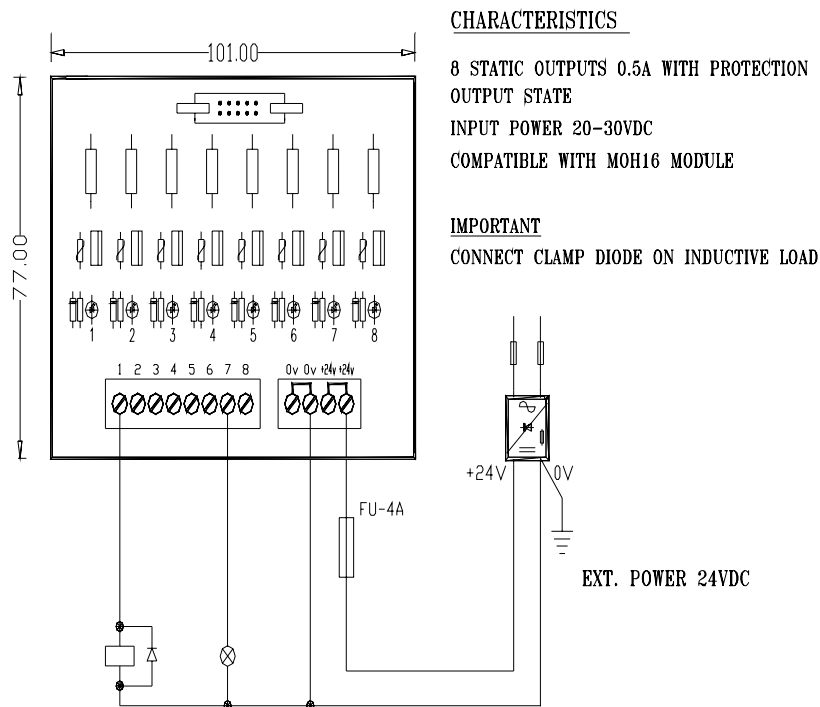 CHARACTERISTICS
101.00
8 STATIC OUTPUTS 0.5A WITH PROTECTION
OUTPUT STATE
INPUT POWER 20-30VDC
COMPATIBLE WITH MOH16 MODULE
IMPORTANT
CONNECT CLAMP DIODE ON INDUCTIVE LOAD
77.00
1 2 3 4 5 6 7 8
1 2 3 4 5 6 7 8 0v 0v +24v +24v
+24V 0V
FU-4A
EXT. POWER 24VDC